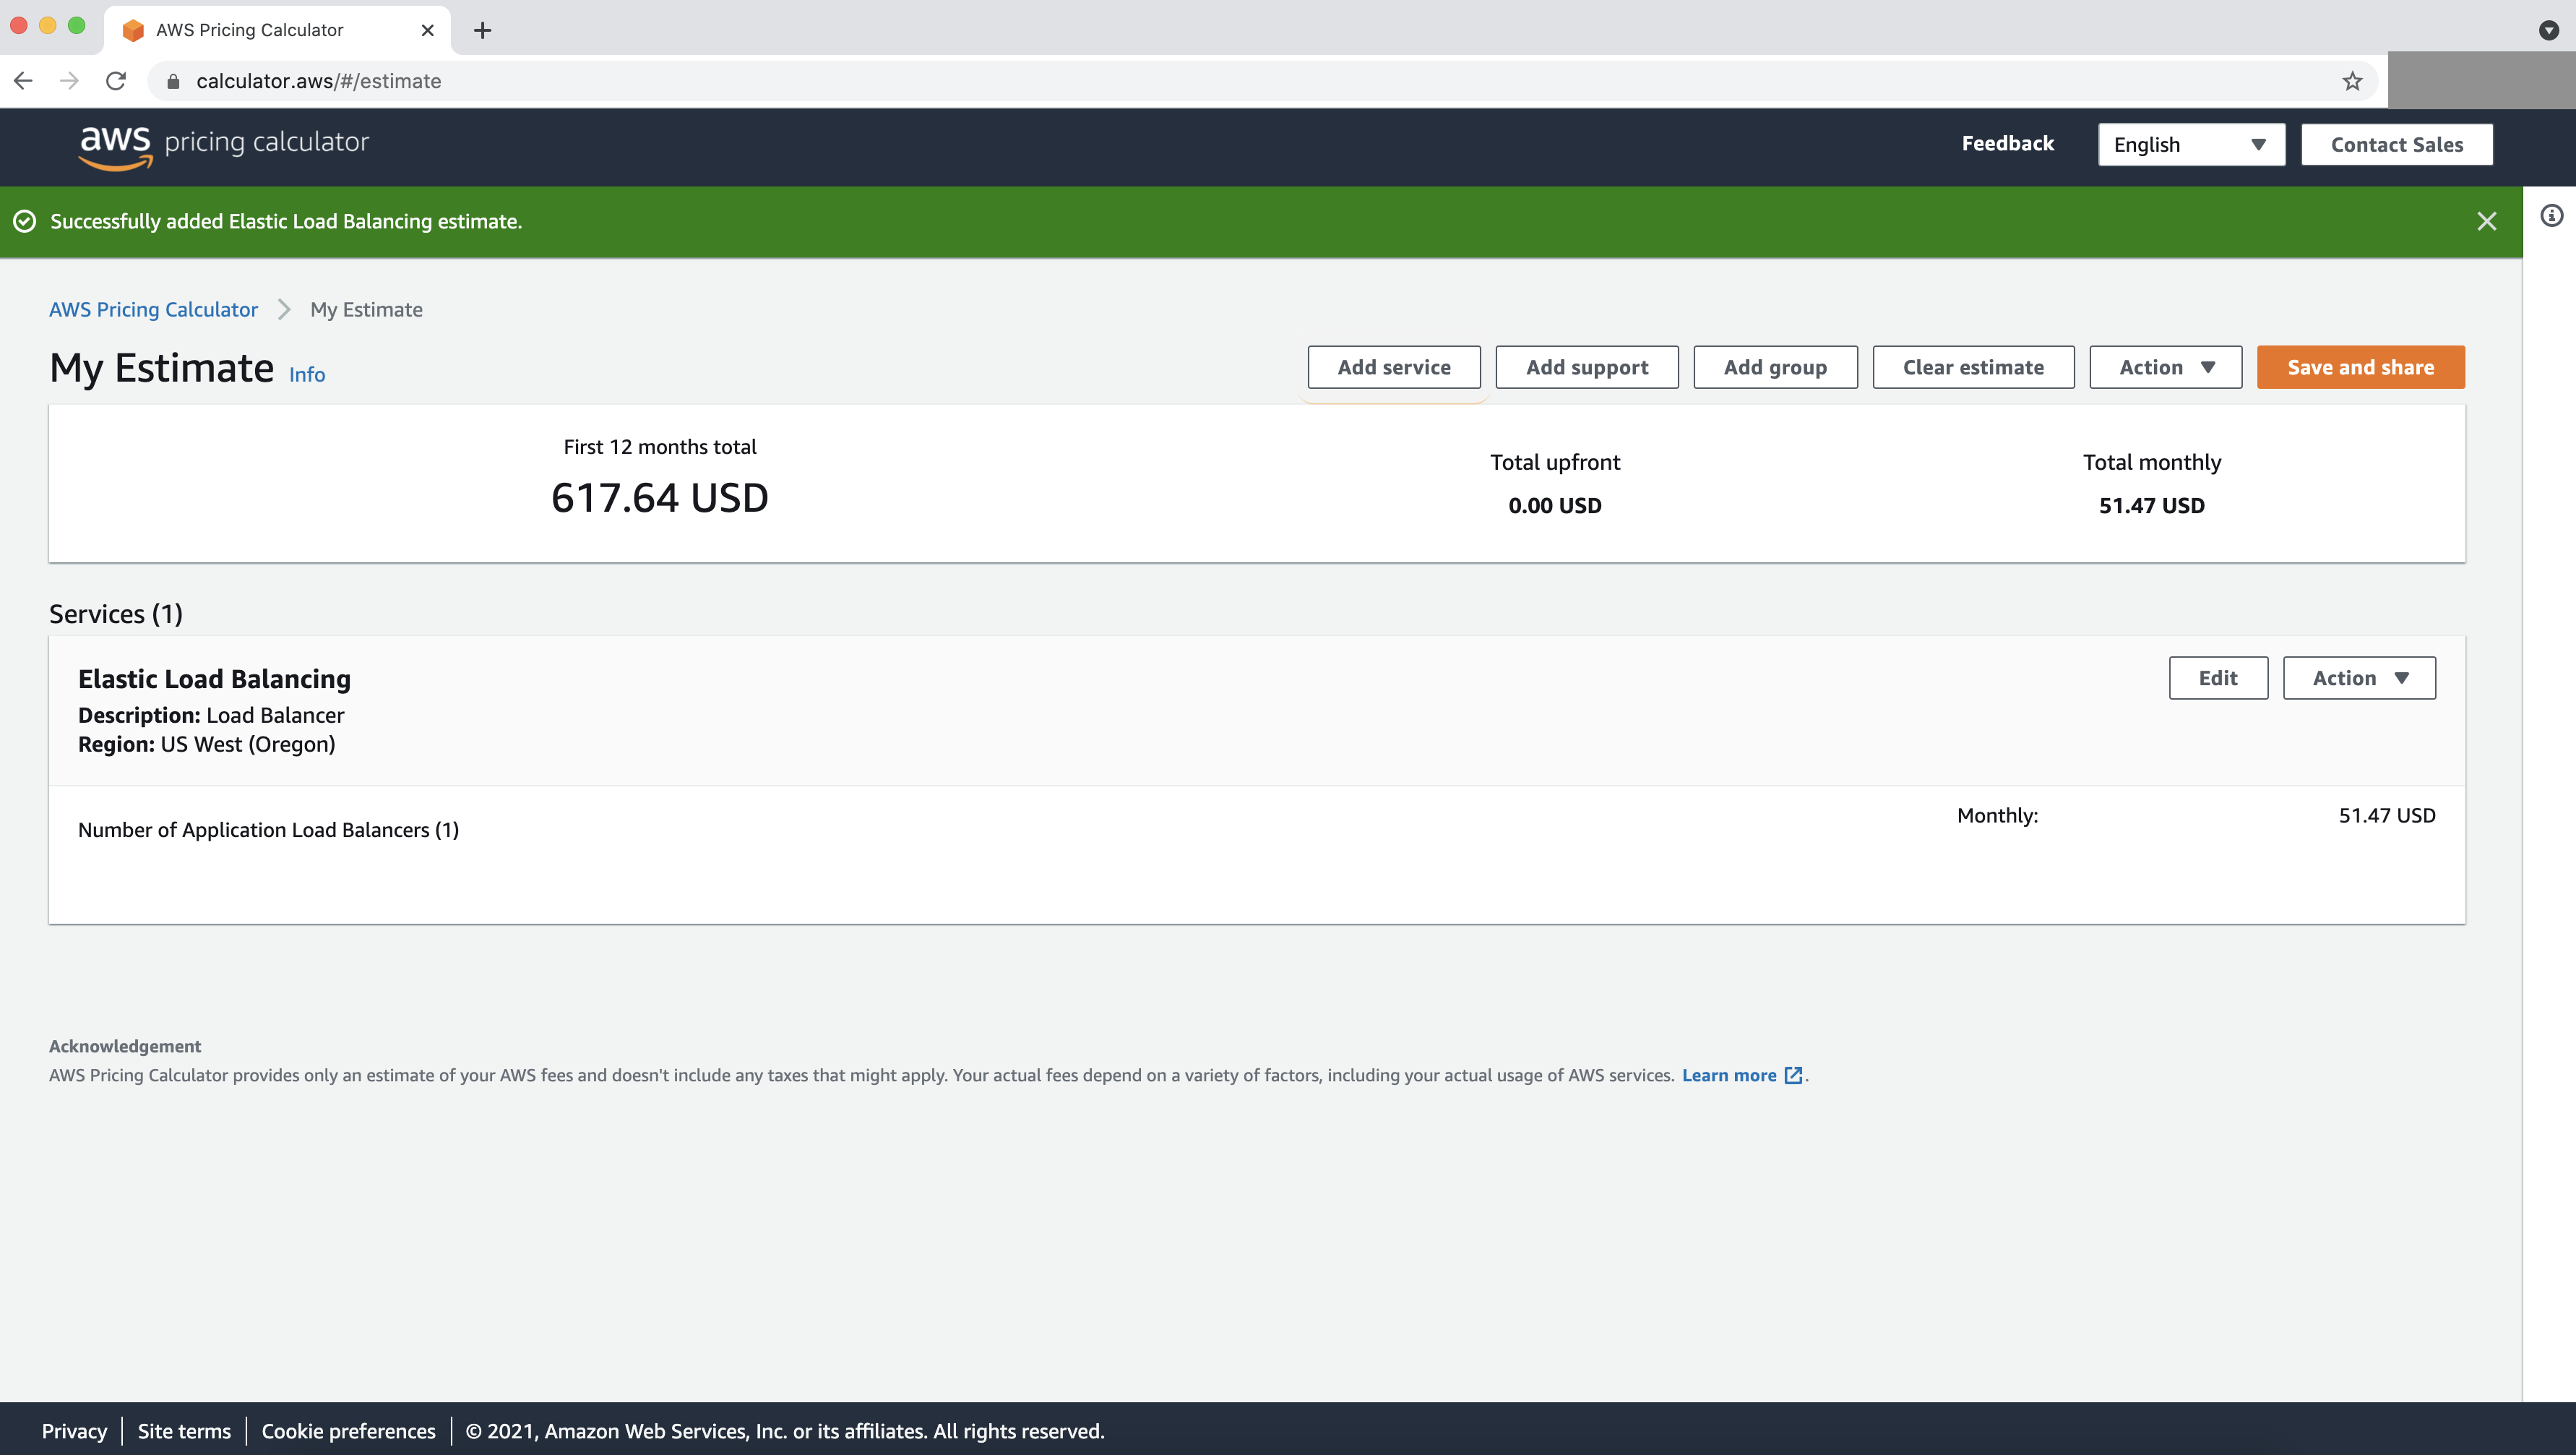 AWS Pricing Calculator
calculator.aws/#/estimate
aws pricing calculator
Feedback
English
Contact Sales
Successfully added Elastic Load Balancing estimate.
AWS Pricing Calculator
My Estimate
My Estimate Info
Add service
Add support
Add group
Clear estimate
Action
Save and share
First 12 months total
617.64 USD
Total upfront
0.00 USD
Total monthly
51.47 USD
Services (1)
Elastic Load Balancing
Edit
Action
Description: Load Balancer
Region: US West (Oregon)
Number of Application Load Balancers (1)
Monthly:
51.47 USD
Acknowledgement
AWS Pricing Calculator provides only an estimate of your AWS fees and doesn't include any taxes that might apply. Your actual fees depend on a variety of factors, including your actual usage of AWS services. Learn more .
Privacy
Site terms
Cookie preferences
© 2021, Amazon Web Services, Inc. or its affiliates. All rights reserved.